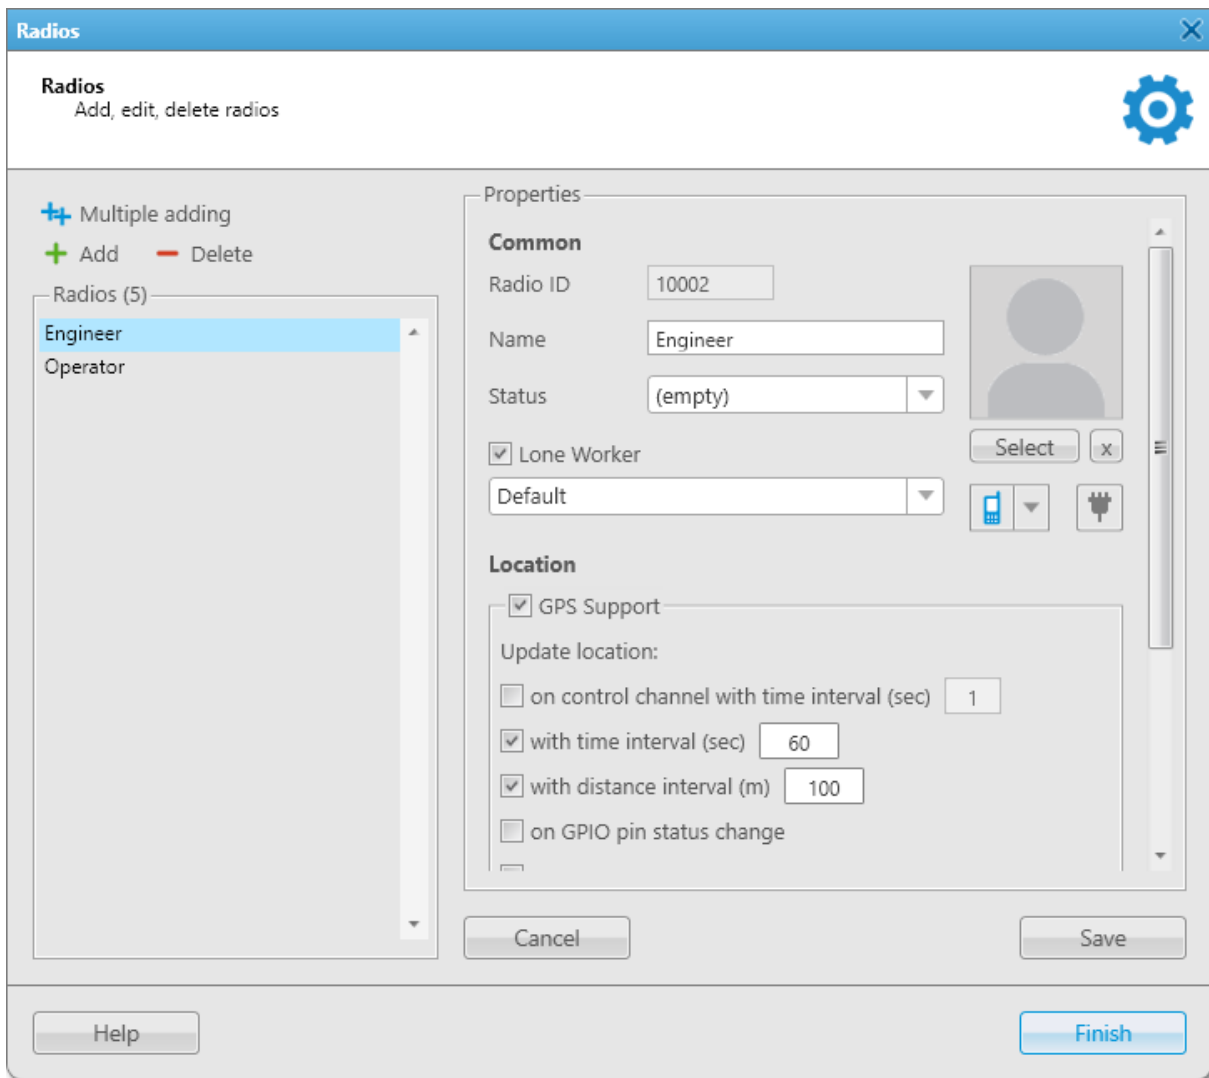 Radios
Radios
Add, edit, delete radios
Multiple adding
Add
Delete
Radios (5)
Engineer
Operator
Properties
Common
Radio ID
10002
Name
Engineer
Status
(empty)
Select
x
Lone Worker
Default
Location
GPS Support
Update location:
on control channel with time interval (sec)
1
with time interval (sec)
60
with distance interval (m)
100
on GPIO pin status change
Cancel
Save
Help
Finish